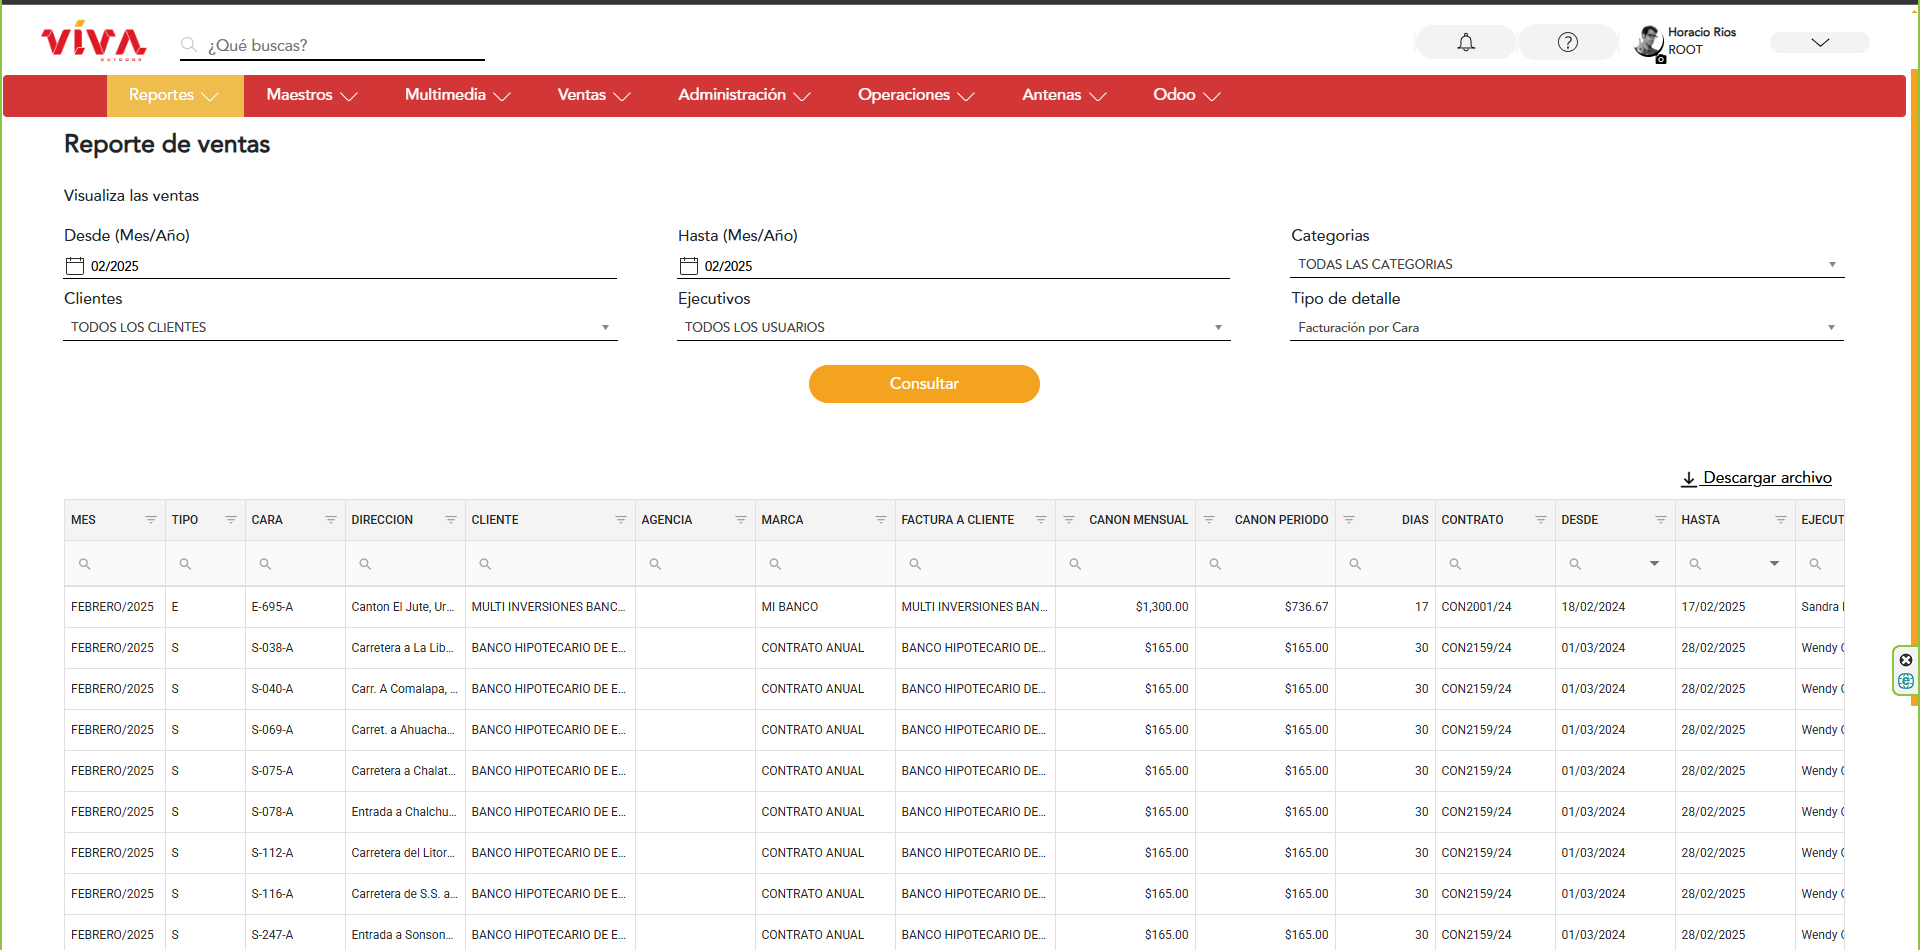 VIVA
OUTDOOR
¿Qué buscas?
Horacio Rios
ROOT
Reportes Maestros Multimedia Ventas Administración Operaciones Antenas Odoo
Reporte de ventas
Visualiza las ventas
Desde (Mes/Año) Hasta (Mes/Año) Categorias
02/2025 02/2025 TODAS LAS CATEGORIAS
Clientes Ejecutivos Tipo de detalle
TODOS LOS CLIENTES TODOS LOS USUARIOS Facturación por Cara
Consultar
Descargar archivo
MES TIPO CARA DIRECCION CLIENTE AGENCIA MARCA FACTURA A CLIENTE CANON MENSUAL CANON PERIODO DIAS CONTRATO DESDE HASTA EJECUT
FEBRERO/2025 E E-695-A Canton El Jute, Ur... MULTI INVERSIONES BANC... MI BANCO MULTI INVERSIONES BAN... $1,300.00 $736.67 17 CON2001/24 18/02/2024 17/02/2025 Sandra
FEBRERO/2025 S S-038-A Carretera a La Lib... BANCO HIPOTECARIO DE E... CONTRATO ANUAL BANCO HIPOTECARIO DE... $165.00 $165.00 30 CON2159/24 01/03/2024 28/02/2025 Wendy
FEBRERO/2025 S S-040-A Carr. A Comalapa, ... BANCO HIPOTECARIO DE E... CONTRATO ANUAL BANCO HIPOTECARIO DE... $165.00 $165.00 30 CON2159/24 01/03/2024 28/02/2025 Wendy
FEBRERO/2025 S S-069-A Carret. a Ahuacha... BANCO HIPOTECARIO DE E... CONTRATO ANUAL BANCO HIPOTECARIO DE... $165.00 $165.00 30 CON2159/24 01/03/2024 28/02/2025 Wendy
FEBRERO/2025 S S-075-A Carretera a Chalat... BANCO HIPOTECARIO DE E... CONTRATO ANUAL BANCO HIPOTECARIO DE... $165.00 $165.00 30 CON2159/24 01/03/2024 28/02/2025 Wendy
FEBRERO/2025 S S-078-A Entrada a Chalchu... BANCO HIPOTECARIO DE E... CONTRATO ANUAL BANCO HIPOTECARIO DE... $165.00 $165.00 30 CON2159/24 01/03/2024 28/02/2025 Wendy
FEBRERO/2025 S S-112-A Carretera del Litor... BANCO HIPOTECARIO DE E... CONTRATO ANUAL BANCO HIPOTECARIO DE... $165.00 $165.00 30 CON2159/24 01/03/2024 28/02/2025 Wendy
FEBRERO/2025 S S-116-A Carretera de S.S. a... BANCO HIPOTECARIO DE E... CONTRATO ANUAL BANCO HIPOTECARIO DE... $165.00 $165.00 30 CON2159/24 01/03/2024 28/02/2025 Wendy
FEBRERO/2025 S S-247-A Entrada a Sonson... BANCO HIPOTECARIO DE E... CONTRATO ANUAL BANCO HIPOTECARIO DE... $165.00 $165.00 30 CON2159/24 01/03/2024 28/02/2025 Wendy